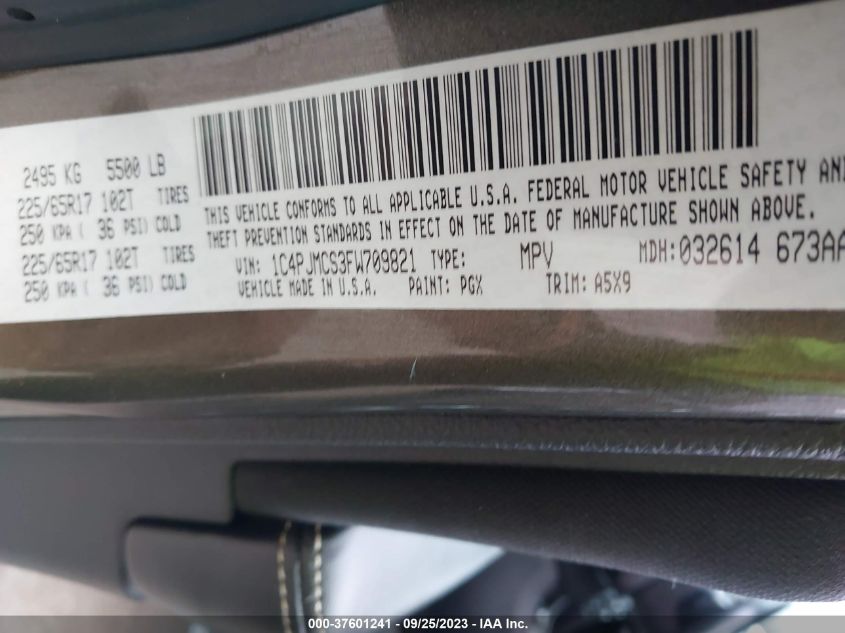 2495 KG 5500 LB
225/65R17 102T TIRES
250 KPA ( 36 PSI) COLD
225/65R17 102T TIRES
250 KPA ( 36 PSI) COLD
THIS VEHICLE CONFORMS TO ALL APPLICABLE U.S.A. FEDERAL MOTOR VEHICLE SAFETY AND
THEFT PREVENTION STANDARDS IN EFFECT ON THE DATE OF MANUFACTURE SHOWN ABOVE.
VIN: 1C4PJMCS3FW709821 TYPE: MPV MDH:032614 673AA
VEHICLE MADE IN U.S.A. PAINT: PGX TRIM: A5X9
000-37601241 - 09/25/2023 - IAA Inc.